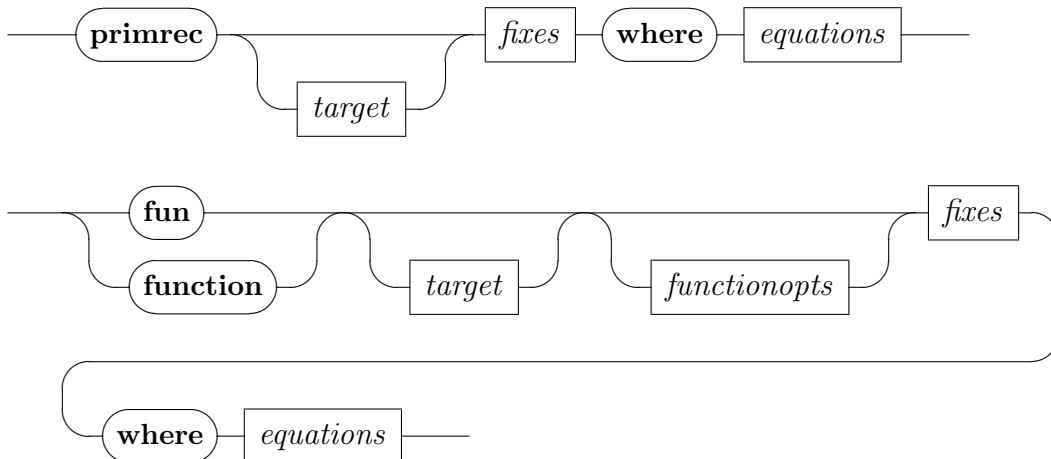 primrec fixes where equations
target
fun fixes
function target functionopts
where equations